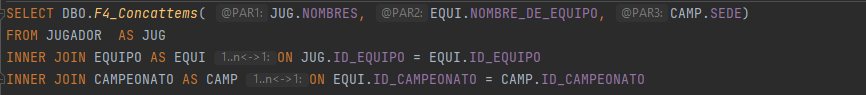 SELECT DBO.F4_Concattems( @PAR1: JUG.NOMBRES, @PAR2: EQUI.NOMBRE_DE_EQUIPO, @PAR3: CAMP.SEDE)
FROM JUGADOR  AS JUG
INNER JOIN EQUIPO AS EQUI 1..n<->1: ON JUG.ID_EQUIPO = EQUI.ID_EQUIPO
INNER JOIN CAMPEONATO AS CAMP 1..n<->1: ON EQUI.ID_CAMPEONATO = CAMP.ID_CAMPEONATO